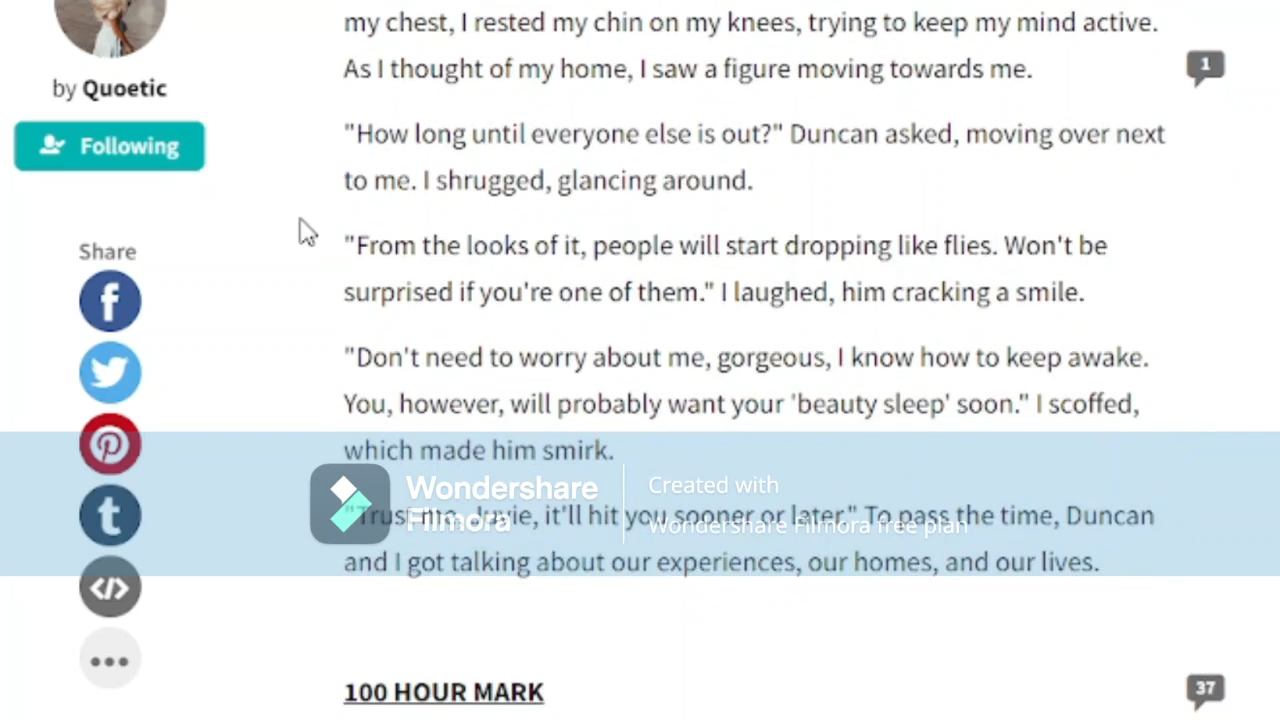 my chest, I rested my chin on my knees, trying to keep my mind active.
As I thought of my home, I saw a figure moving towards me.
1
by Quoetic
Following
"How long until everyone else is out?" Duncan asked, moving over next
to me. I shrugged, glancing around.
Share
"From the looks of it, people will start dropping like flies. Won't be
surprised if you're one of them." I laughed, him cracking a smile.
"Don't need to worry about me, gorgeous, I know how to keep awake.
You, however, will probably want your 'beauty sleep' soon." I scoffed,
which made him smirk.
Wondershare
Filmora
Created with
Wondershare Filmora free plan
"Trust me, Juvie, it'll hit you sooner or later." To pass the time, Duncan
and I got talking about our experiences, our homes, and our lives.
100 HOUR MARK
37